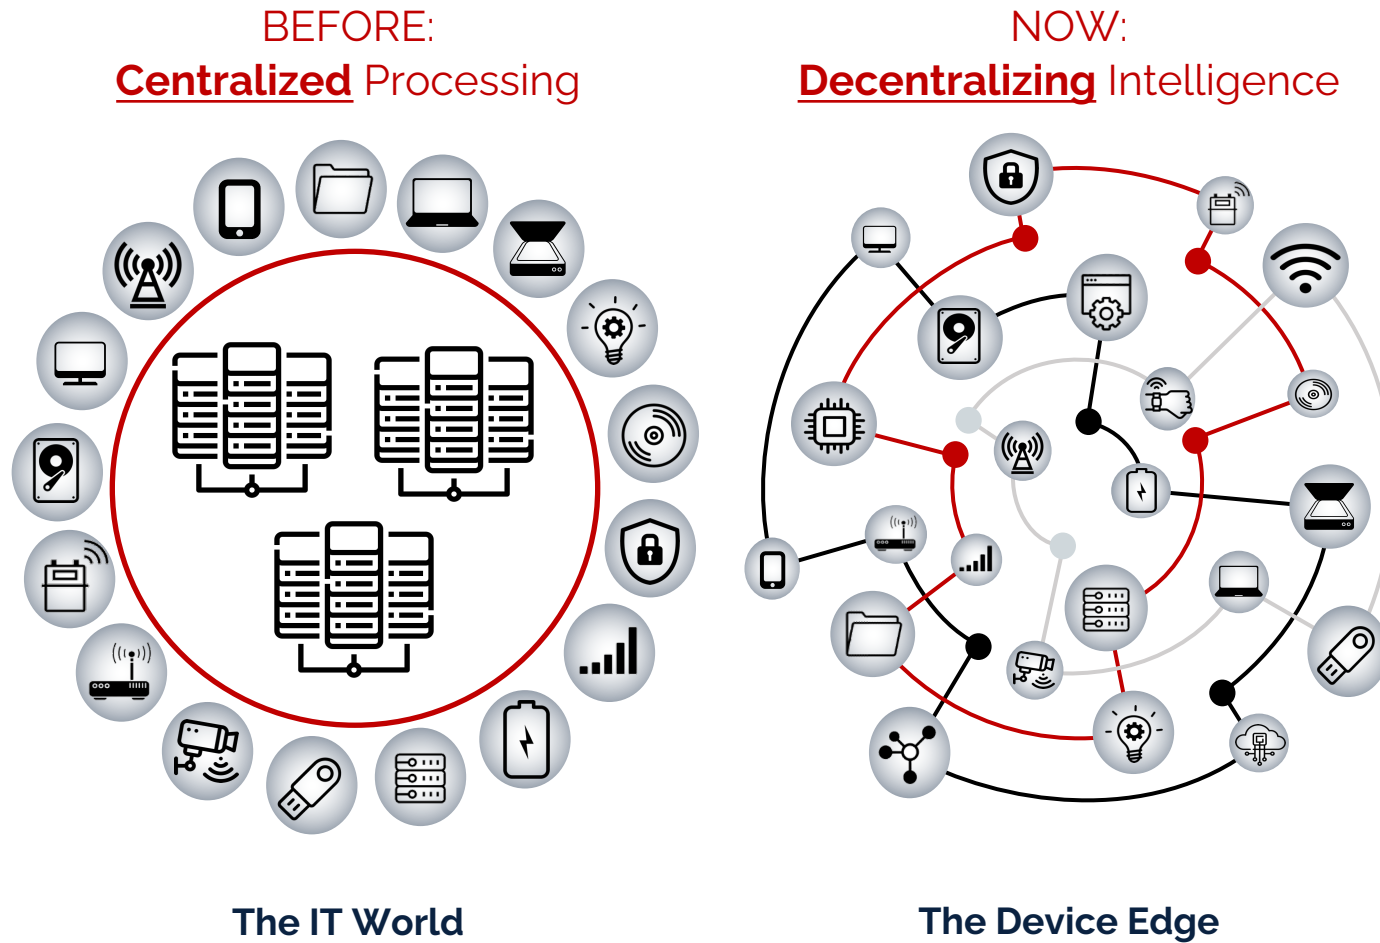 BEFORE:
Centralized Processing
NOW:
Decentralizing Intelligence
The IT World
The Device Edge